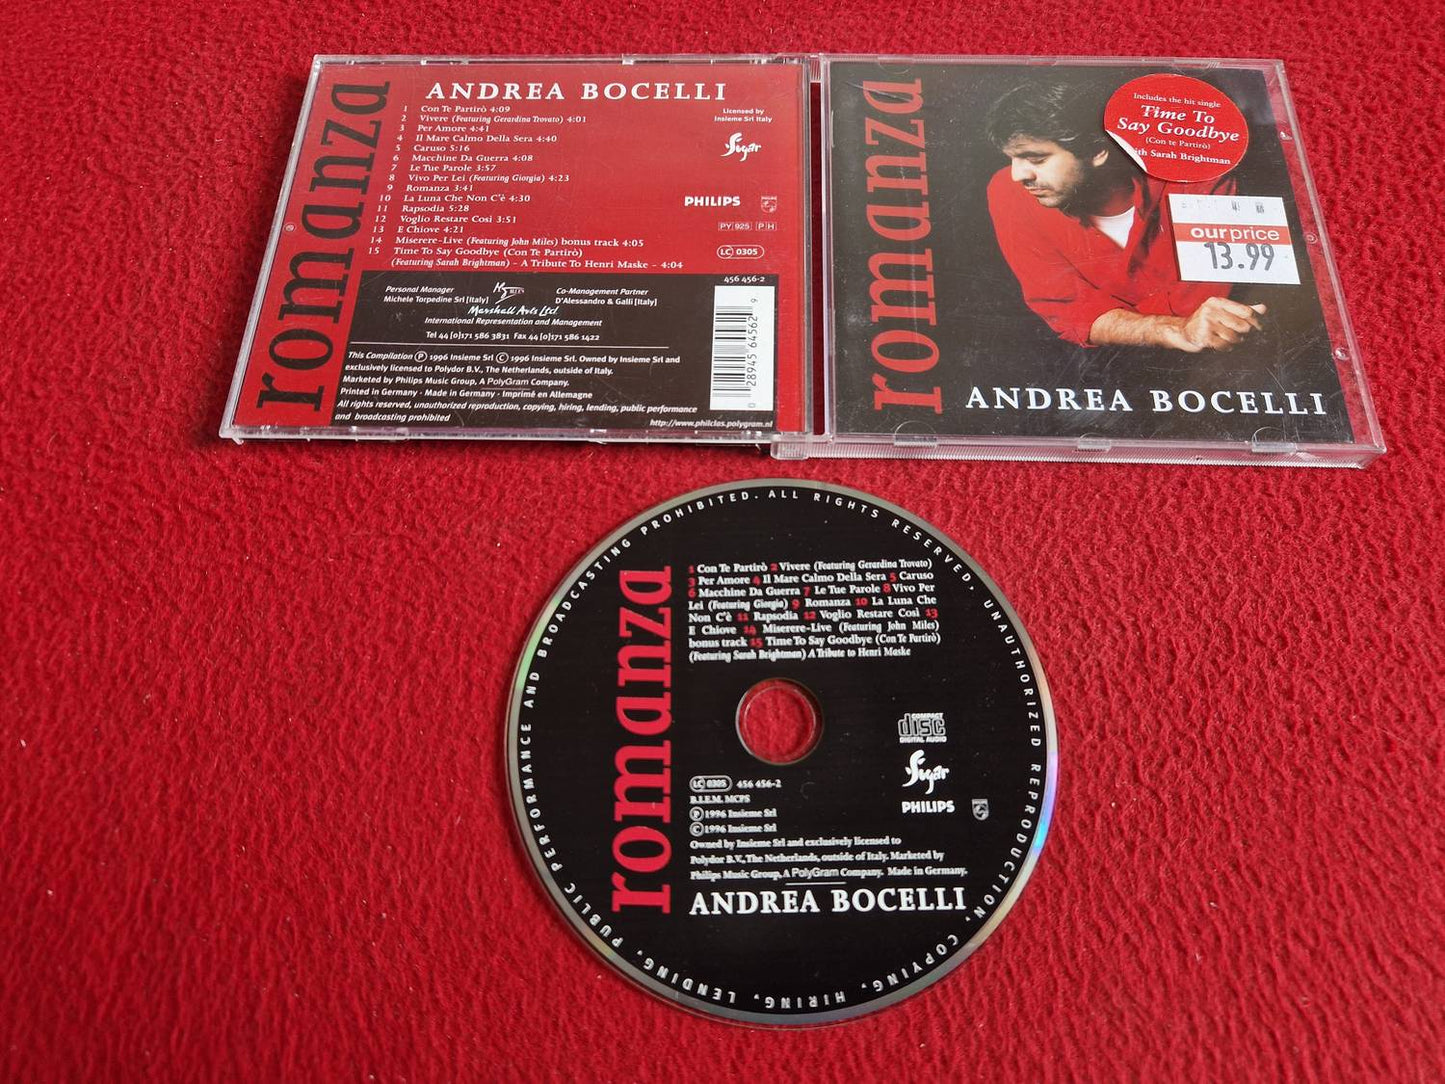 romanza
ANDREA BOCELLI
1 Con Te Partirò 4:09
2 Vivere (Featuring Gerardina Trovato) 4:01
3 Per Amore 4:41
4 Il Mare Calmo Della Sera 4:40
5 Caruso 5:16
6 Macchine Da Guerra 4:08
7 Le Tue Parole 3:57
8 Vivo Per Lei (Featuring Giorgia) 4:23
9 Romanza 3:41
10 La Luna Che Non C'è 4:30
11 Rapsodia 5:28
12 Voglio Restare Così 3:51
13 E Chiove 4:21
14 Miserere-Live (Featuring John Miles) bonus track 4:05
15 Time To Say Goodbye (Con Te Partirò)
(Featuring Sarah Brightman) - A Tribute To Henri Maske - 4:04
Licensed by
Insieme Srl Italy
Sugar
PHILIPS
PY 925 P H
LC 0305
456 456-2
Personal Manager
Michele Torpedine Srl [Italy]
Co-Management Partner
D'Alessandro & Galli [Italy]
Marshall Arts Ltd
International Representation and Management
Tel 44 (0)171 586 3831 Fax 44 (0)171 586 1422
This Compilation Ⓟ 1996 Insieme Srl © 1996 Insieme Srl. Owned by Insieme Srl and
exclusively licensed to Polydor B.V., The Netherlands, outside of Italy.
Marketed by Philips Music Group, A PolyGram Company.
Printed in Germany - Made in Germany - Imprimé en Allemagne
All rights reserved, unauthorized reproduction, copying, hiring, lending, public performance
and broadcasting prohibited
http://www.philclas.polygram.nl
0 28945 64562 9
romanza
Includes the hit single
Time To
Say Goodbye
(Con te Partirò)
with Sarah Brightman
ourprice
13.99
ANDREA BOCELLI
PUBLIC PERFORMANCE AND BROADCASTING PROHIBITED. ALL RIGHTS RESERVED. UNAUTHORIZED REPRODUCTION, COPYING, HIRING, LENDING,
romanza
1 Con Te Partirò 2 Vivere (Featuring Gerardina Trovato)
3 Per Amore 4 Il Mare Calmo Della Sera 5 Caruso
6 Macchine Da Guerra 7 Le Tue Parole 8 Vivo Per
Lei (Featuring Giorgia) 9 Romanza 10 La Luna Che
Non C'è 11 Rapsodia 12 Voglio Restare Così 13
E Chiove 14 Miserere-Live (Featuring John Miles)
bonus track 15 Time To Say Goodbye (Con Te Partirò)
(Featuring Sarah Brightman) A Tribute to Henri Maske
COMPACT
disc
DIGITAL AUDIO
Sugar
PHILIPS
LC 0305 456 456-2
B.I.E.M. MCPS
Ⓟ 1996 Insieme Srl
© 1996 Insieme Srl
Owned by Insieme Srl and exclusively licensed to
Polydor B.V., The Netherlands, outside of Italy. Marketed by
Philips Music Group, A PolyGram Company. Made in Germany.
ANDREA BOCELLI